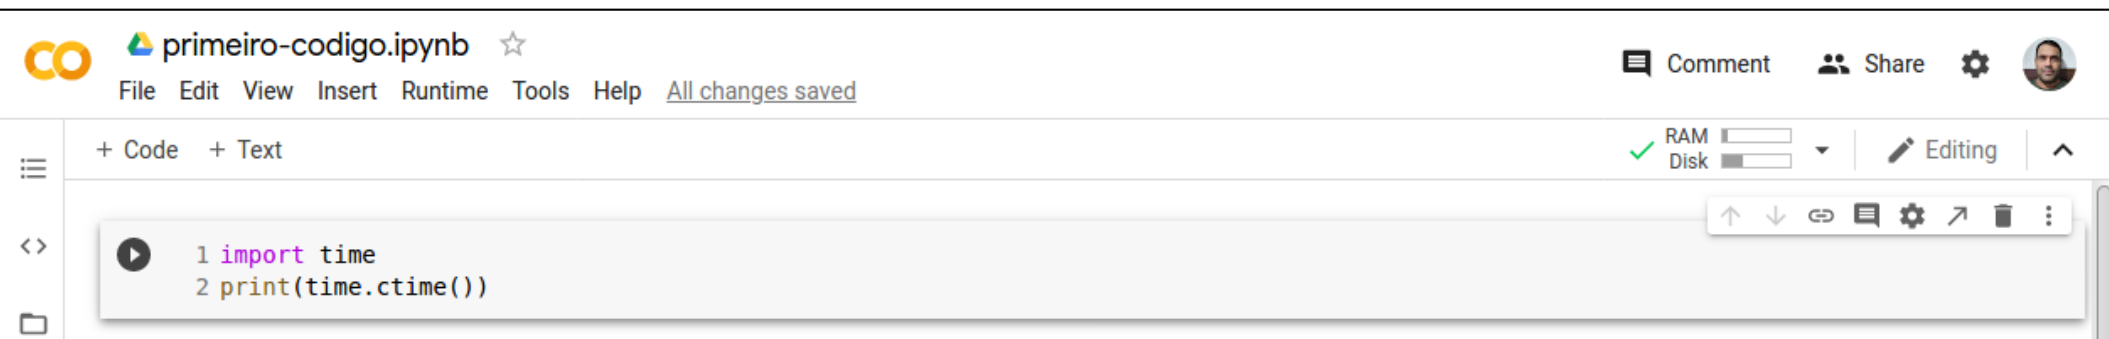 primeiro-codigo.ipynb
File Edit View Insert Runtime Tools Help All changes saved
Comment Share
+ Code + Text
RAM
Disk
Editing
1 import time
2 print(time.ctime())